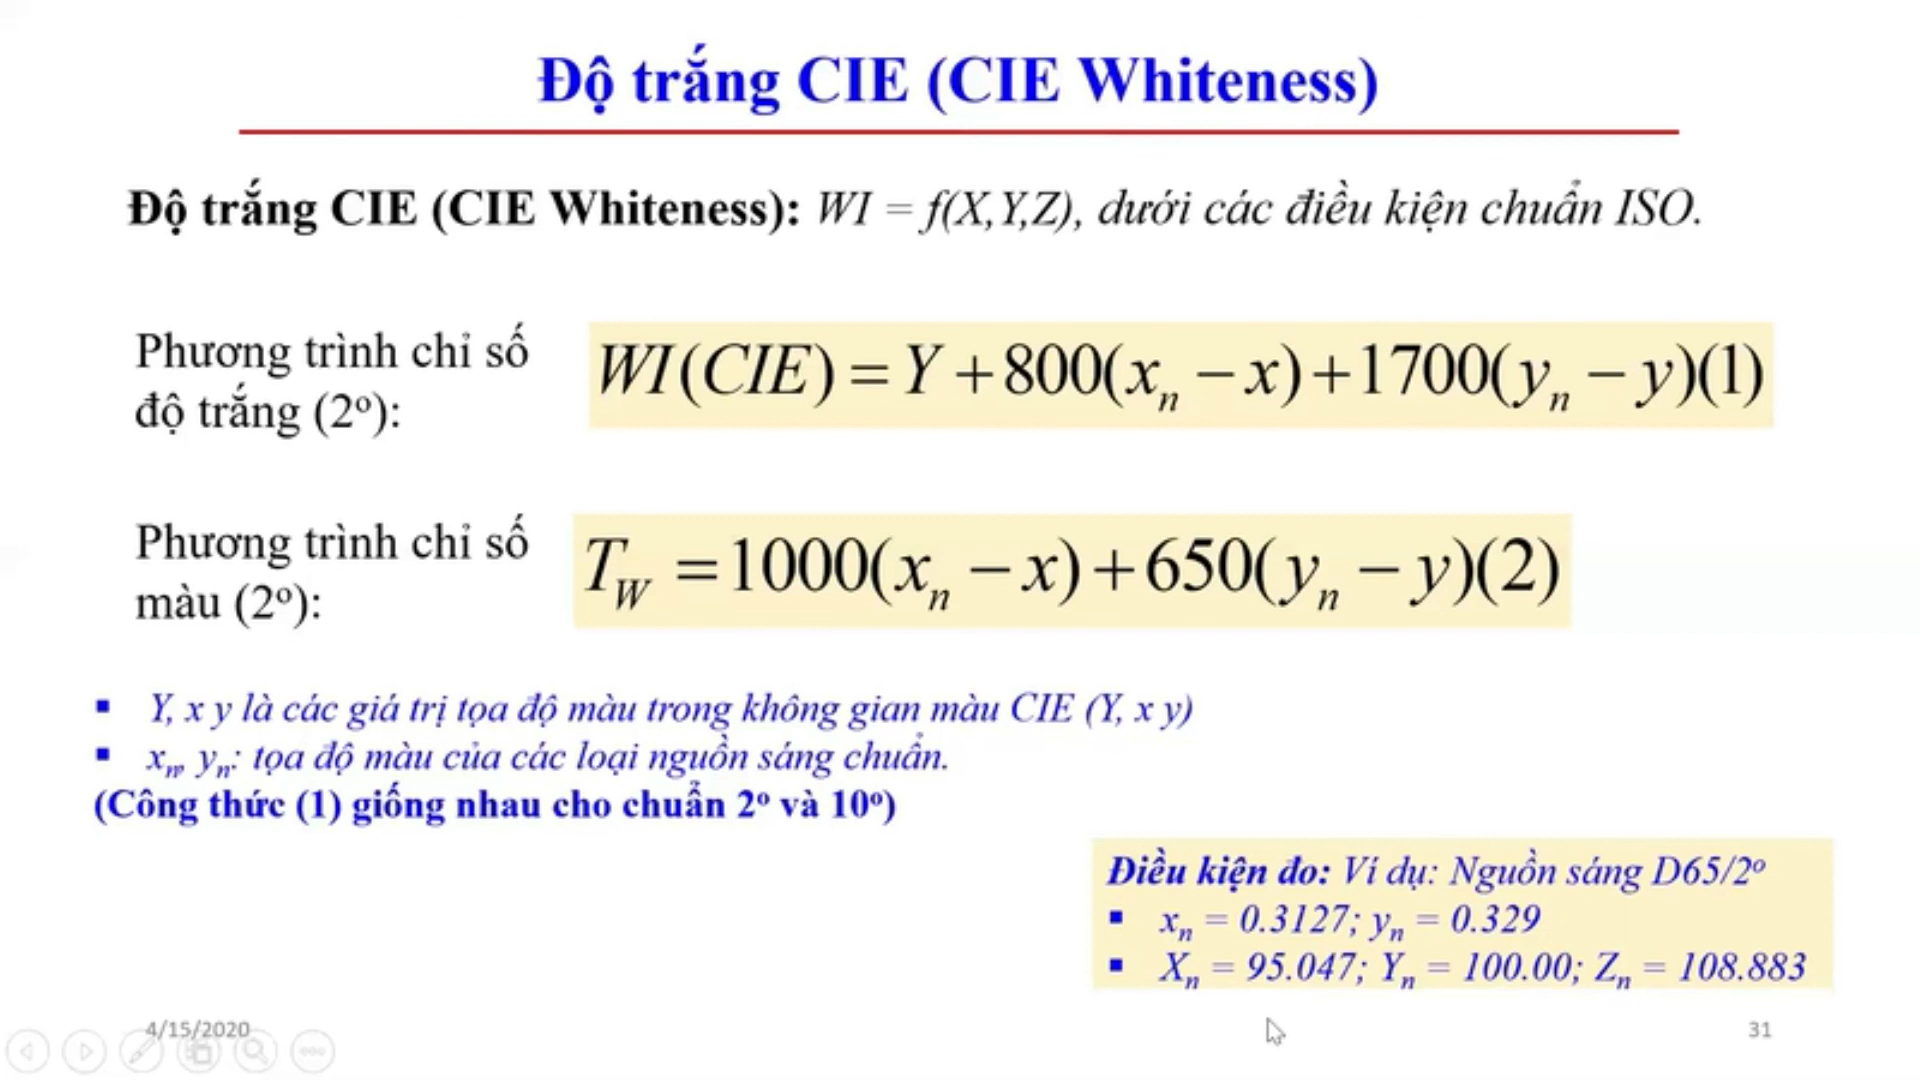 Độ trắng CIE (CIE Whiteness)
Độ trắng CIE (CIE Whiteness): WI = f(X,Y,Z), dưới các điều kiện chuẩn ISO.
Phương trình chỉ số
độ trắng (2º):
WI(CIE) = Y + 800(xₙ − x) + 1700(yₙ − y)(1)
Phương trình chỉ số
màu (2º):
T_W = 1000(xₙ − x) + 650(yₙ − y)(2)
▪ Y, x y là các giá trị tọa độ màu trong không gian màu CIE (Y, x y)
▪ xₙ, yₙ: tọa độ màu của các loại nguồn sáng chuẩn.
(Công thức (1) giống nhau cho chuẩn 2º và 10º)
Điều kiện đo: Ví dụ: Nguồn sáng D65/2º
▪ xₙ = 0.3127; yₙ = 0.329
▪ Xₙ = 95.047; Yₙ = 100.00; Zₙ = 108.883
4/15/2020
31